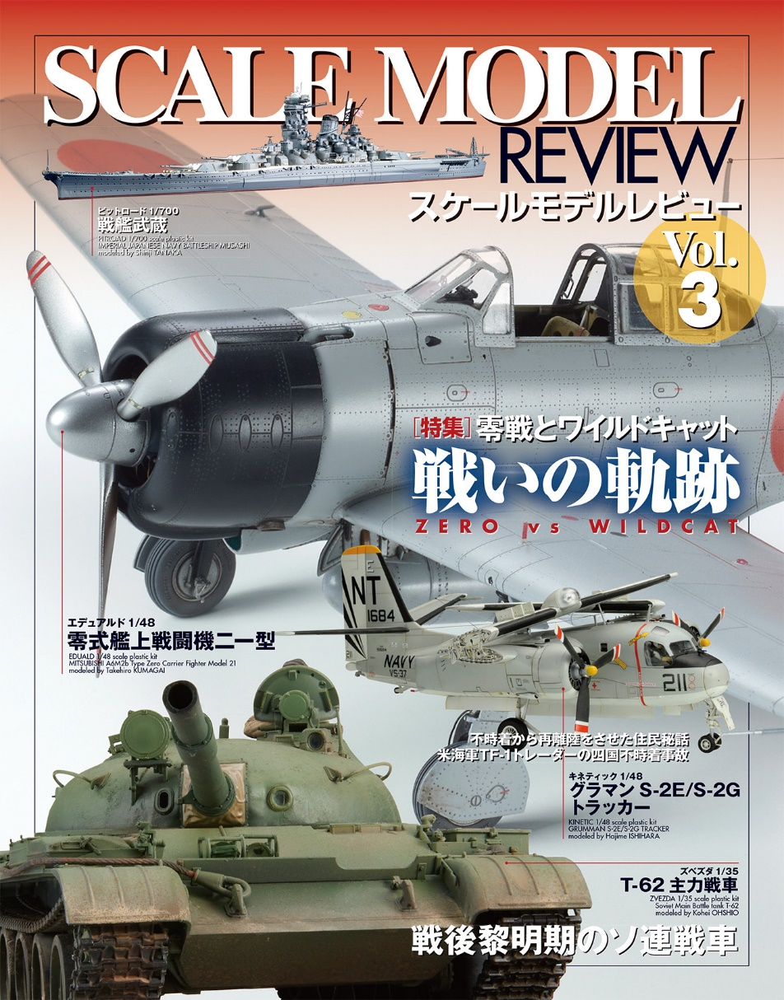 SCALE MODEL
REVIEW
スケールモデルレビュー
Vol.
3
ピットロード 1/700
戦艦武蔵
PITROAD 1/700 scale plastic kit
IMPERIAL JAPANESE NAVY BATTLESHIP MUSASHI
modeled by Shinji TANAKA
[特集]零戦とワイルドキャット
戦いの軌跡
ZERO vs WILDCAT
エデュアルド 1/48
零式艦上戦闘機二一型
EDUALD 1/48 scale plastic kit
MITSUBISHI A6M2b Type Zero Carrier Fighter Model 21
modeled by Takehiro KUMAGAI
E
NT
1684
NAVY
VS-37
211
不時着から再離陸をさせた住民秘話
米海軍TF-1トレーダーの四国不時着事故
キネティック 1/48
グラマン S-2E/S-2G
トラッカー
KINETIC 1/48 scale plastic kit
GRUMMAN S-2E/S-2G TRACKER
modeled by Hajime ISHIHARA
ズベズダ 1/35
T-62 主力戦車
ZVEZDA 1/35 scale plastic kit
Soviet Main Battle tank T-62
modeled by Kohei OHSHIO
戦後黎明期のソ連戦車